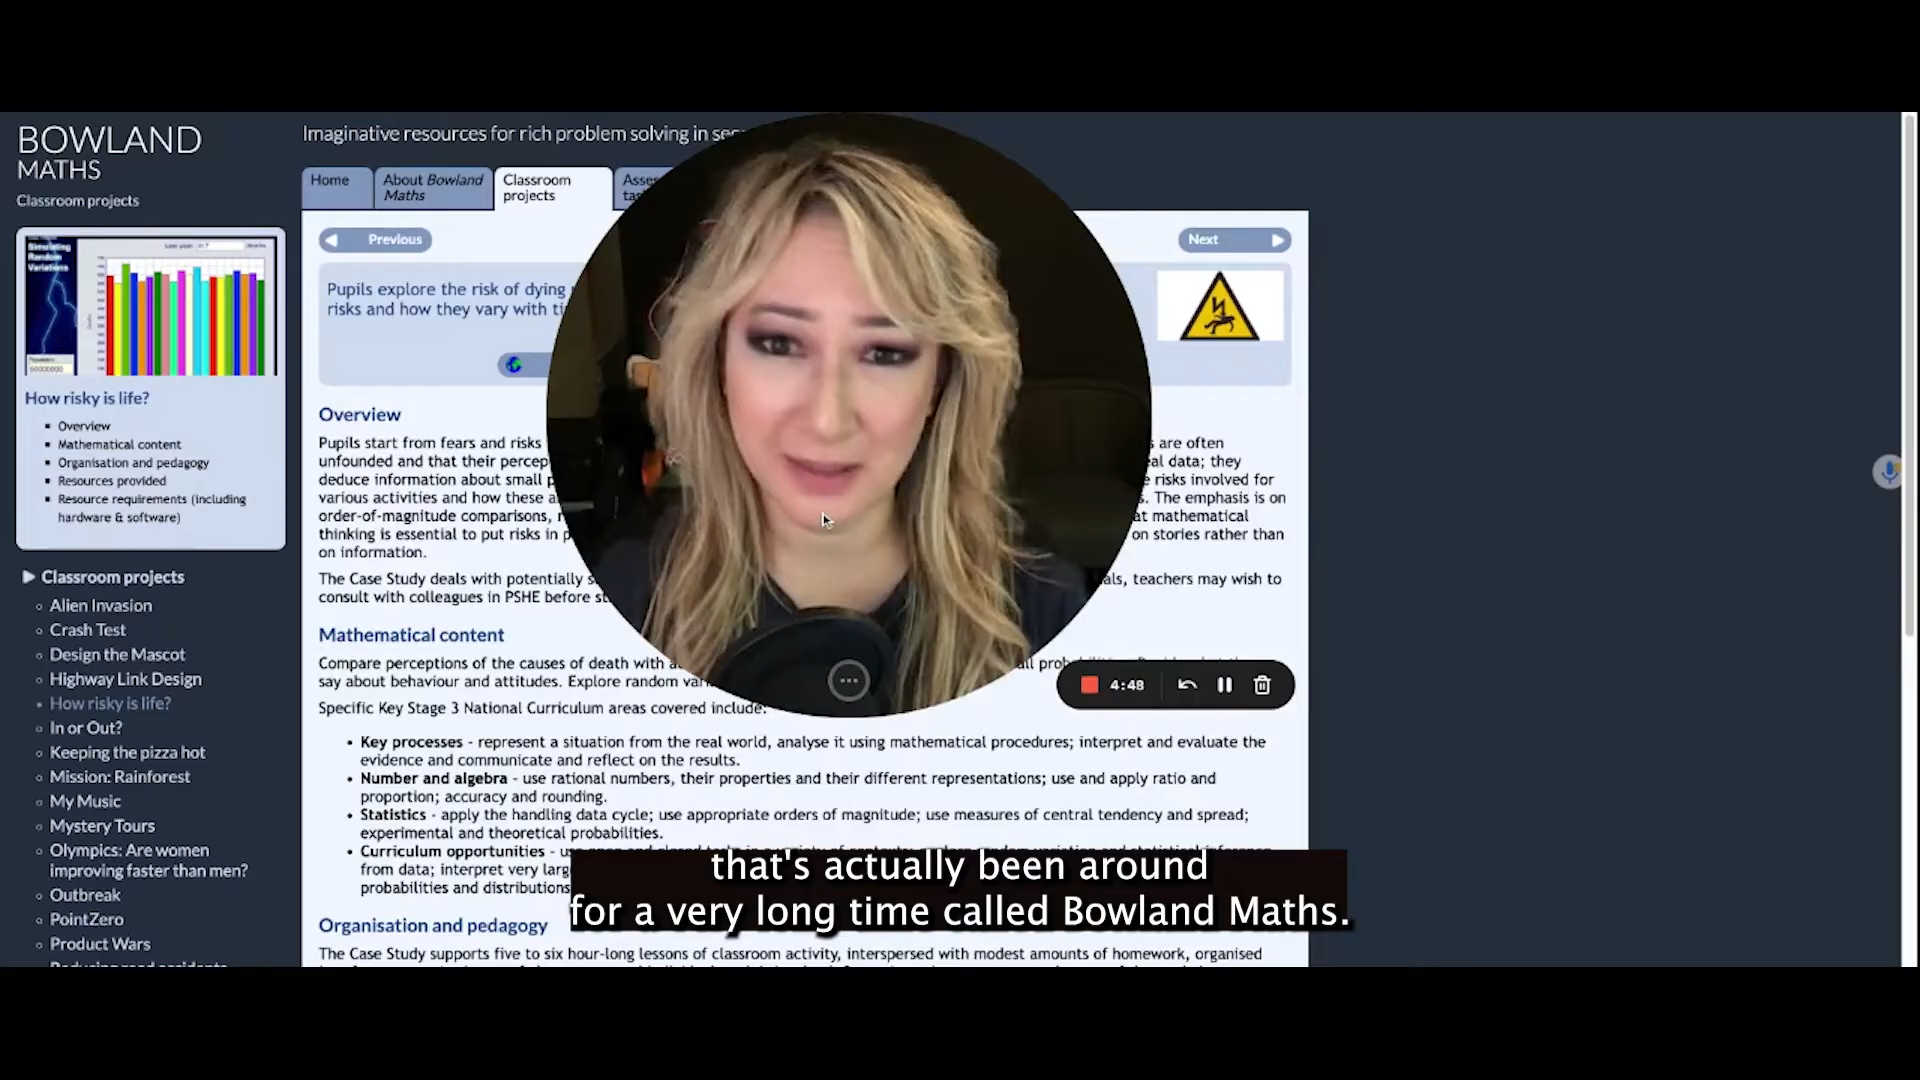 BOWLAND
MATHS
Classroom projects
Imaginative resources for rich problem solving in
Home
About Bowland
Maths
Classroom
projects
Previous
Next
Simulating
Random
Variations
How risky is life?
Overview
Mathematical content
Organisation and pedagogy
Resources provided
Resource requirements (including
hardware & software)
Classroom projects
Alien Invasion
Crash Test
Design the Mascot
Highway Link Design
How risky is life?
In or Out?
Keeping the pizza hot
Mission: Rainforest
My Music
Mystery Tours
Olympics: Are women
improving faster than men?
Outbreak
PointZero
Product Wars
Pupils explore the risk of dying
risks and how they vary with
Overview
Pupils start from fears and risks are often
unfounded and that their data; they
deduce information about small risks involved for
various activities and how these The emphasis is on
order-of-magnitude comparisons, mathematical
thinking is essential to put risks in on stories rather than
on information.
The Case Study deals with potentially teachers may wish to
consult with colleagues in PSHE before
Mathematical content
Compare perceptions of the causes of death with
say about behaviour and attitudes. Explore random
Specific Key Stage 3 National Curriculum areas covered include:
4:48
Key processes - represent a situation from the real world, analyse it using mathematical procedures; interpret and evaluate the
evidence and communicate and reflect on the results.
Number and algebra - use rational numbers, their properties and their different representations; use and apply ratio and
proportion; accuracy and rounding.
Statistics - apply the handling data cycle; use appropriate orders of magnitude; use measures of central tendency and spread;
experimental and theoretical probabilities.
Curriculum opportunities -
from data; interpret very
probabilities and distributions
Organisation and pedagogy
The Case Study supports five to six hour-long lessons of classroom activity, interspersed with modest amounts of homework, organised
that's actually been around
for a very long time called Bowland Maths.